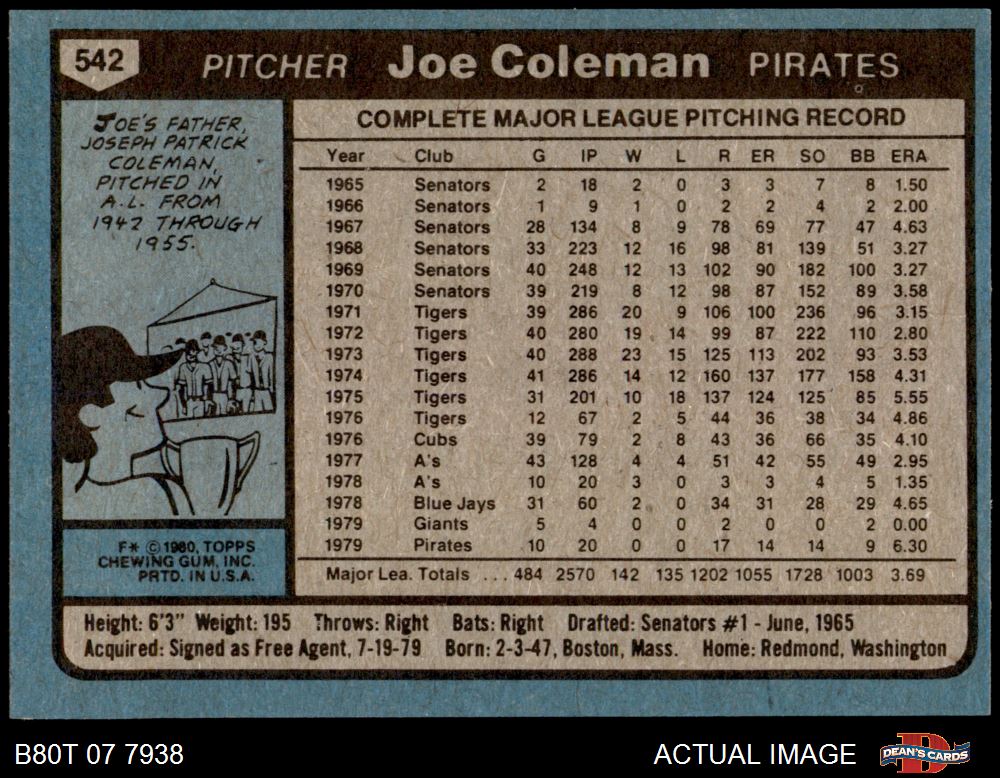 542 PITCHER Joe Coleman PIRATES
JOE'S FATHER,
JOSEPH PATRICK
COLEMAN,
PITCHED IN
A.L. FROM
1942 THROUGH
1955.
COMPLETE MAJOR LEAGUE PITCHING RECORD
Year Club G IP W L R ER SO BB ERA
1965 Senators 2 18 2 0 3 3 7 8 1.50
1966 Senators 1 9 1 0 2 2 4 2 2.00
1967 Senators 28 134 8 9 78 69 77 47 4.63
1968 Senators 33 223 12 16 98 81 139 51 3.27
1969 Senators 40 248 12 13 102 90 182 100 3.27
1970 Senators 39 219 8 12 98 87 152 89 3.58
1971 Tigers 39 286 20 9 106 100 236 96 3.15
1972 Tigers 40 280 19 14 99 87 222 110 2.80
1973 Tigers 40 288 23 15 125 113 202 93 3.53
1974 Tigers 41 286 14 12 160 137 177 158 4.31
1975 Tigers 31 201 10 18 137 124 125 85 5.55
1976 Tigers 12 67 2 5 44 36 38 34 4.86
1976 Cubs 39 79 2 8 43 36 66 35 4.10
1977 A's 43 128 4 4 51 42 55 49 2.95
1978 A's 10 20 3 0 3 3 4 5 1.35
1978 Blue Jays 31 60 2 0 34 31 28 29 4.65
1979 Giants 5 4 0 0 2 0 0 2 0.00
1979 Pirates 10 20 0 0 17 14 14 9 6.30
Major Lea. Totals ... 484 2570 142 135 1202 1055 1728 1003 3.69
F* © 1980, TOPPS
CHEWING GUM, INC.
PRTD. IN U.S.A.
Height: 6'3" Weight: 195 Throws: Right Bats: Right Drafted: Senators #1 - June, 1965
Acquired: Signed as Free Agent, 7-19-79 Born: 2-3-47, Boston, Mass. Home: Redmond, Washington
B80T 07 7938 ACTUAL IMAGE DEAN'S CARDS